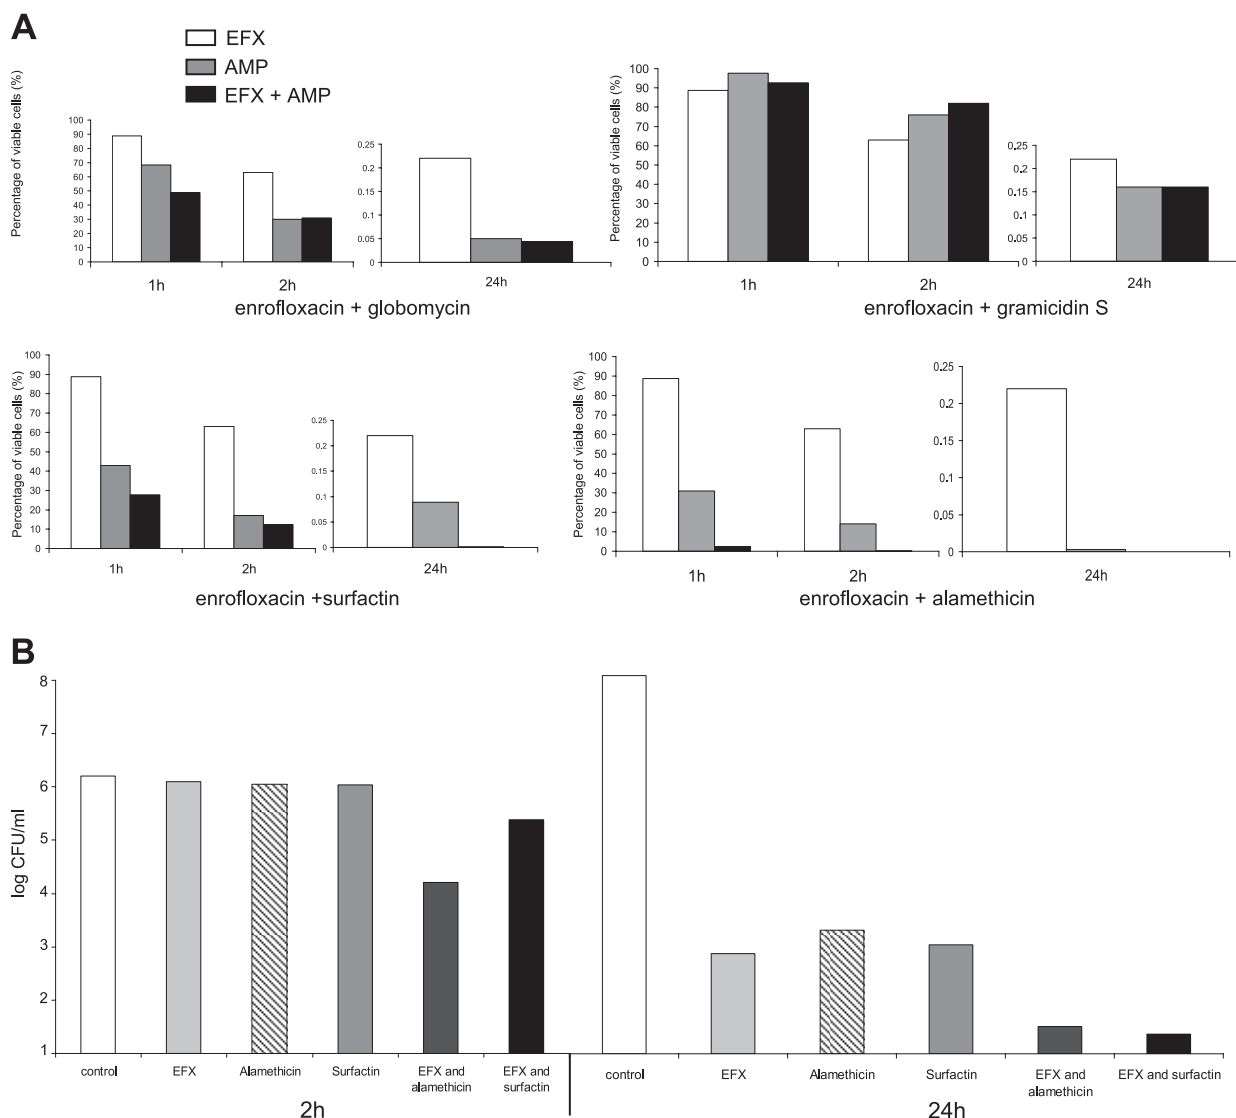 A
EFX
AMP
EFX + AMP
Percentage of viable cells (%)
100
90
80
70
60
50
40
30
20
10
0
1h
2h
0.25
0.2
0.15
0.1
0.05
0
24h
enrofloxacin + globomycin
Percentage of viable cells (%)
100
90
80
70
60
50
40
30
20
10
0
1h
2h
0.25
0.2
0.15
0.1
0.05
0
24h
enrofloxacin + gramicidin S
Percentage of viable cells (%)
100
90
80
70
60
50
40
30
20
10
0
1h
2h
0.25
0.2
0.15
0.1
0.05
0
24h
enrofloxacin +surfactin
Percentage of viable cells (%)
100
90
80
70
60
50
40
30
20
10
0
1h
2h
0.25
0.2
0.15
0.1
0.05
0
24h
enrofloxacin + alamethicin
B
log CFU/ml
8
7
6
5
4
3
2
1
control
EFX
Alamethicin
Surfactin
EFX and
alamethicin
EFX and
surfactin
2h
control
EFX
Alamethicin
Surfactin
EFX and
alamethicin
EFX and surfactin
24h